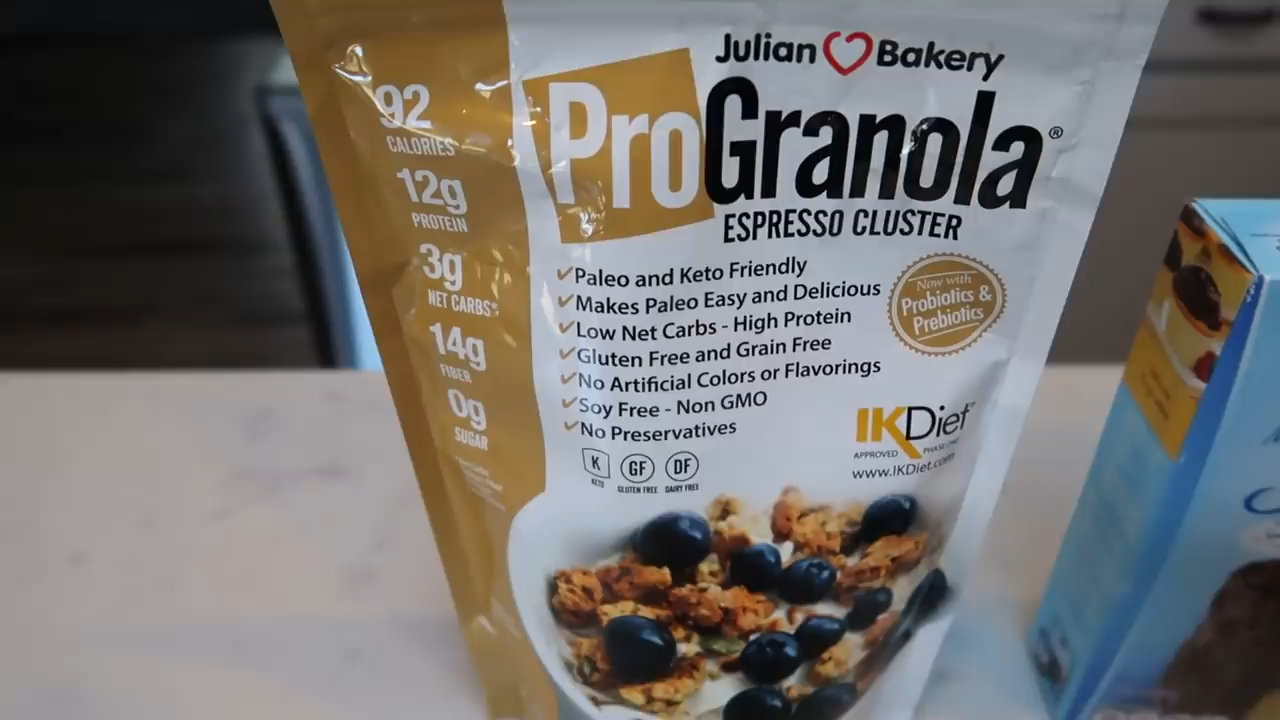 Julian Bakery
ProGranola®
ESPRESSO CLUSTER
92
CALORIES
12g
PROTEIN
3g
NET CARBS*
14g
FIBER
0g
SUGAR
✓Paleo and Keto Friendly
✓Makes Paleo Easy and Delicious
✓Low Net Carbs - High Protein
✓Gluten Free and Grain Free
✓No Artificial Colors or Flavorings
✓Soy Free - Non GMO
✓No Preservatives
Now with
Probiotics &
Prebiotics
IKDiet
APPROVED PHASE ONE
www.IKDiet.com
K
KETO
GF
GLUTEN FREE
DF
DAIRY FREE